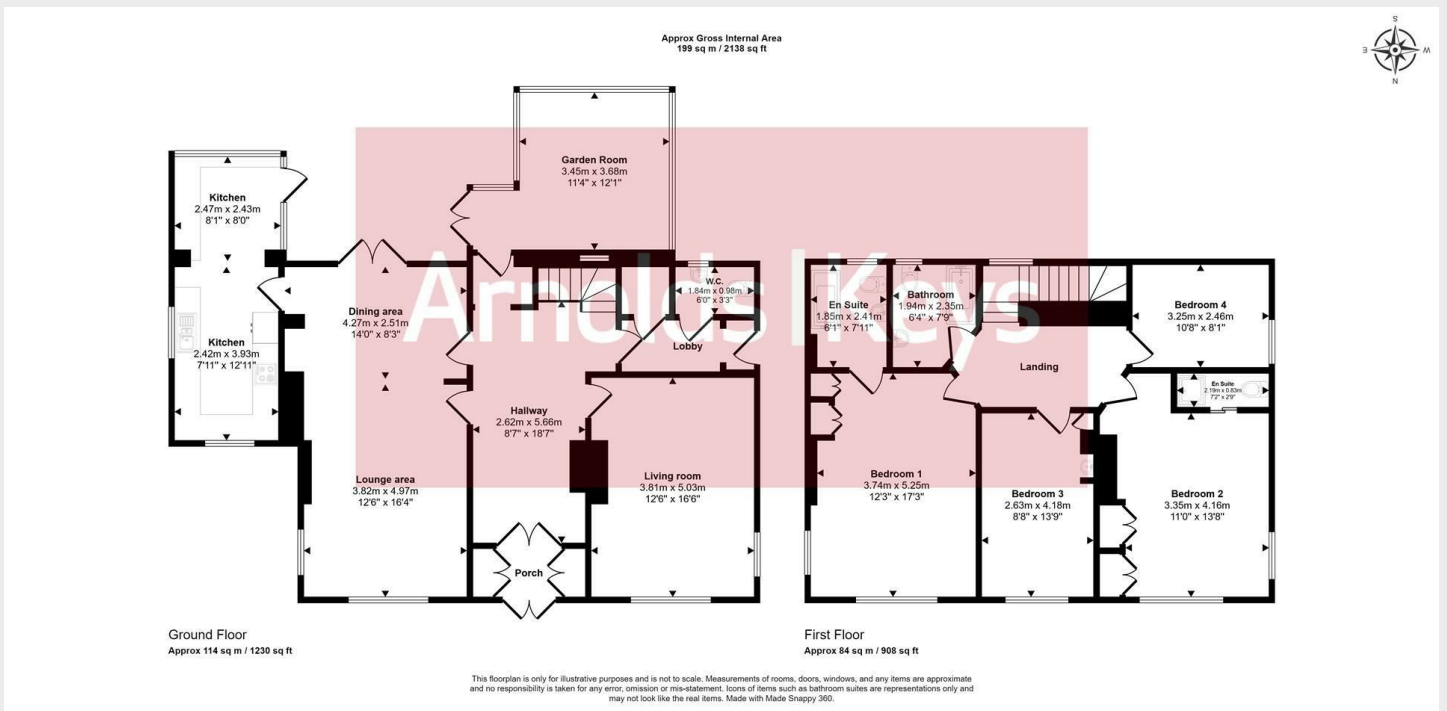 Approx Gross Internal Area
199 sq m / 2138 sq ft
S
E
W
N
Garden Room
3.45m x 3.68m
11'4" x 12'1"
Kitchen
2.47m x 2.43m
8'1" x 8'0"
Arnolds | Keys
W.C.
1.84m x 0.98m
6'0" x 3'3"
Dining area
4.27m x 2.51m
14'0" x 8'3"
Kitchen
2.42m x 3.93m
7'11" x 12'11"
Lobby
Hallway
2.62m x 5.66m
8'7" x 18'7"
Lounge area
3.82m x 4.97m
12'6" x 16'4"
Living room
3.81m x 5.03m
12'6" x 16'6"
Porch
En Suite
1.85m x 2.41m
6'1" x 7'11"
Bathroom
1.94m x 2.35m
6'4" x 7'9"
Bedroom 4
3.25m x 2.46m
10'8" x 8'1"
Landing
En Suite
2.19m x 0.83m
7'2" x 2'9"
Bedroom 1
3.74m x 5.25m
12'3" x 17'3"
Bedroom 3
2.63m x 4.18m
8'8" x 13'9"
Bedroom 2
3.35m x 4.16m
11'0" x 13'8"
Ground Floor
Approx 114 sq m / 1230 sq ft
First Floor
Approx 84 sq m / 908 sq ft
This floorplan is only for illustrative purposes and is not to scale. Measurements of rooms, doors, windows, and any items are approximate
and no responsibility is taken for any error, omission or mis-statement. Icons of items such as bathroom suites are representations only and
may not look like the real items. Made with Made Snappy 360.